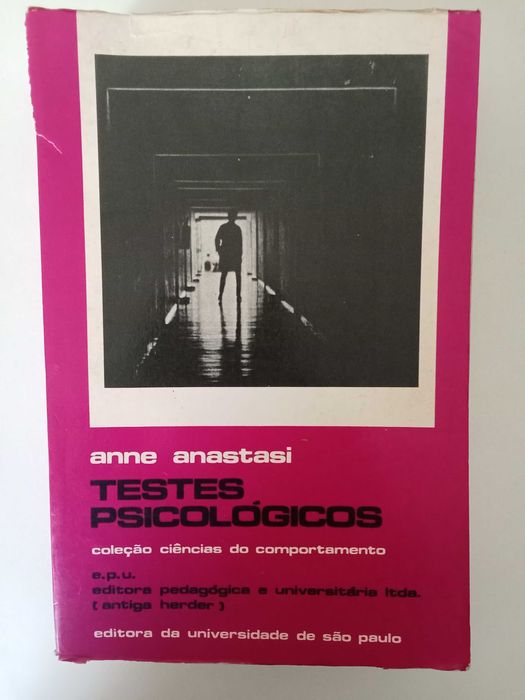 anne anastasi
TESTES
PSICOLÓGICOS
coleção ciências do comportamento
e.p.u.
editora pedagógica e universitária ltda.
( antiga herder )
editora da universidade de são paulo